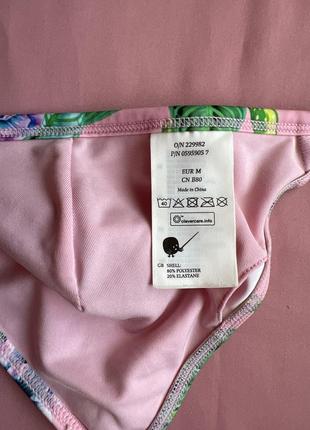 O/N 229982
P/N 0595905 7
EUR M
CN B80
Made in China
40
clevercare.info
GB SHELL:
80% POLYESTER
20% ELASTANE